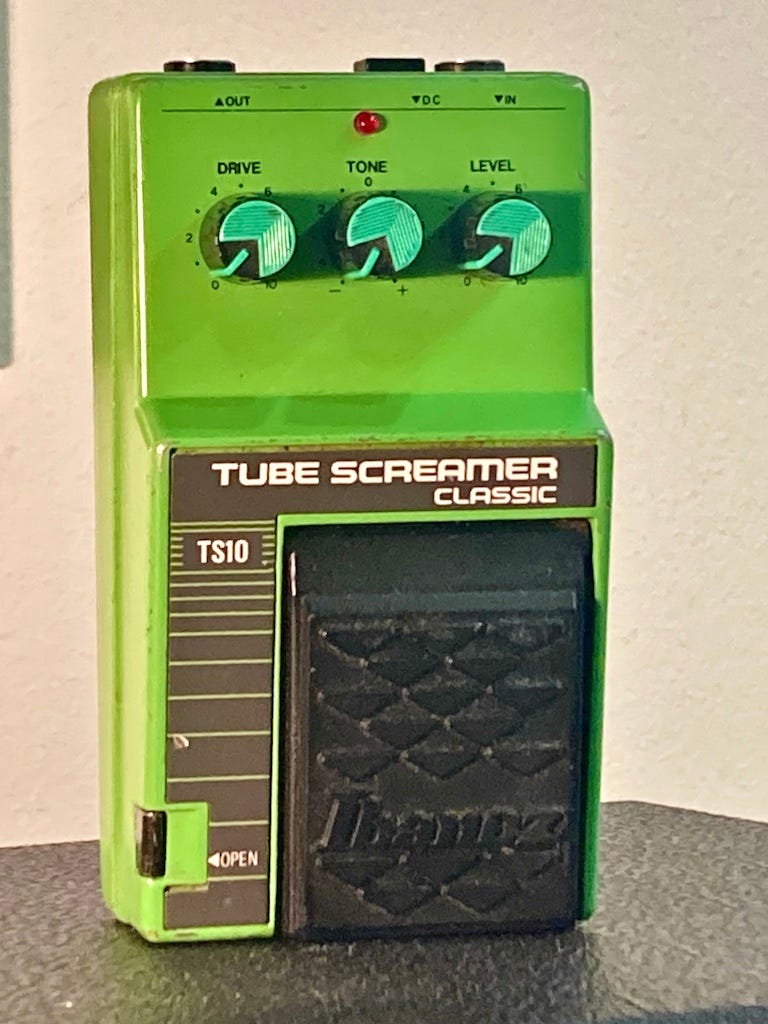 ▲OUT ▼DC ▼IN
DRIVE TONE LEVEL
4 6 0 4 6
2 2
0 10 − + 0 10
TUBE SCREAMER
CLASSIC
TS10
Ibanez
◄OPEN